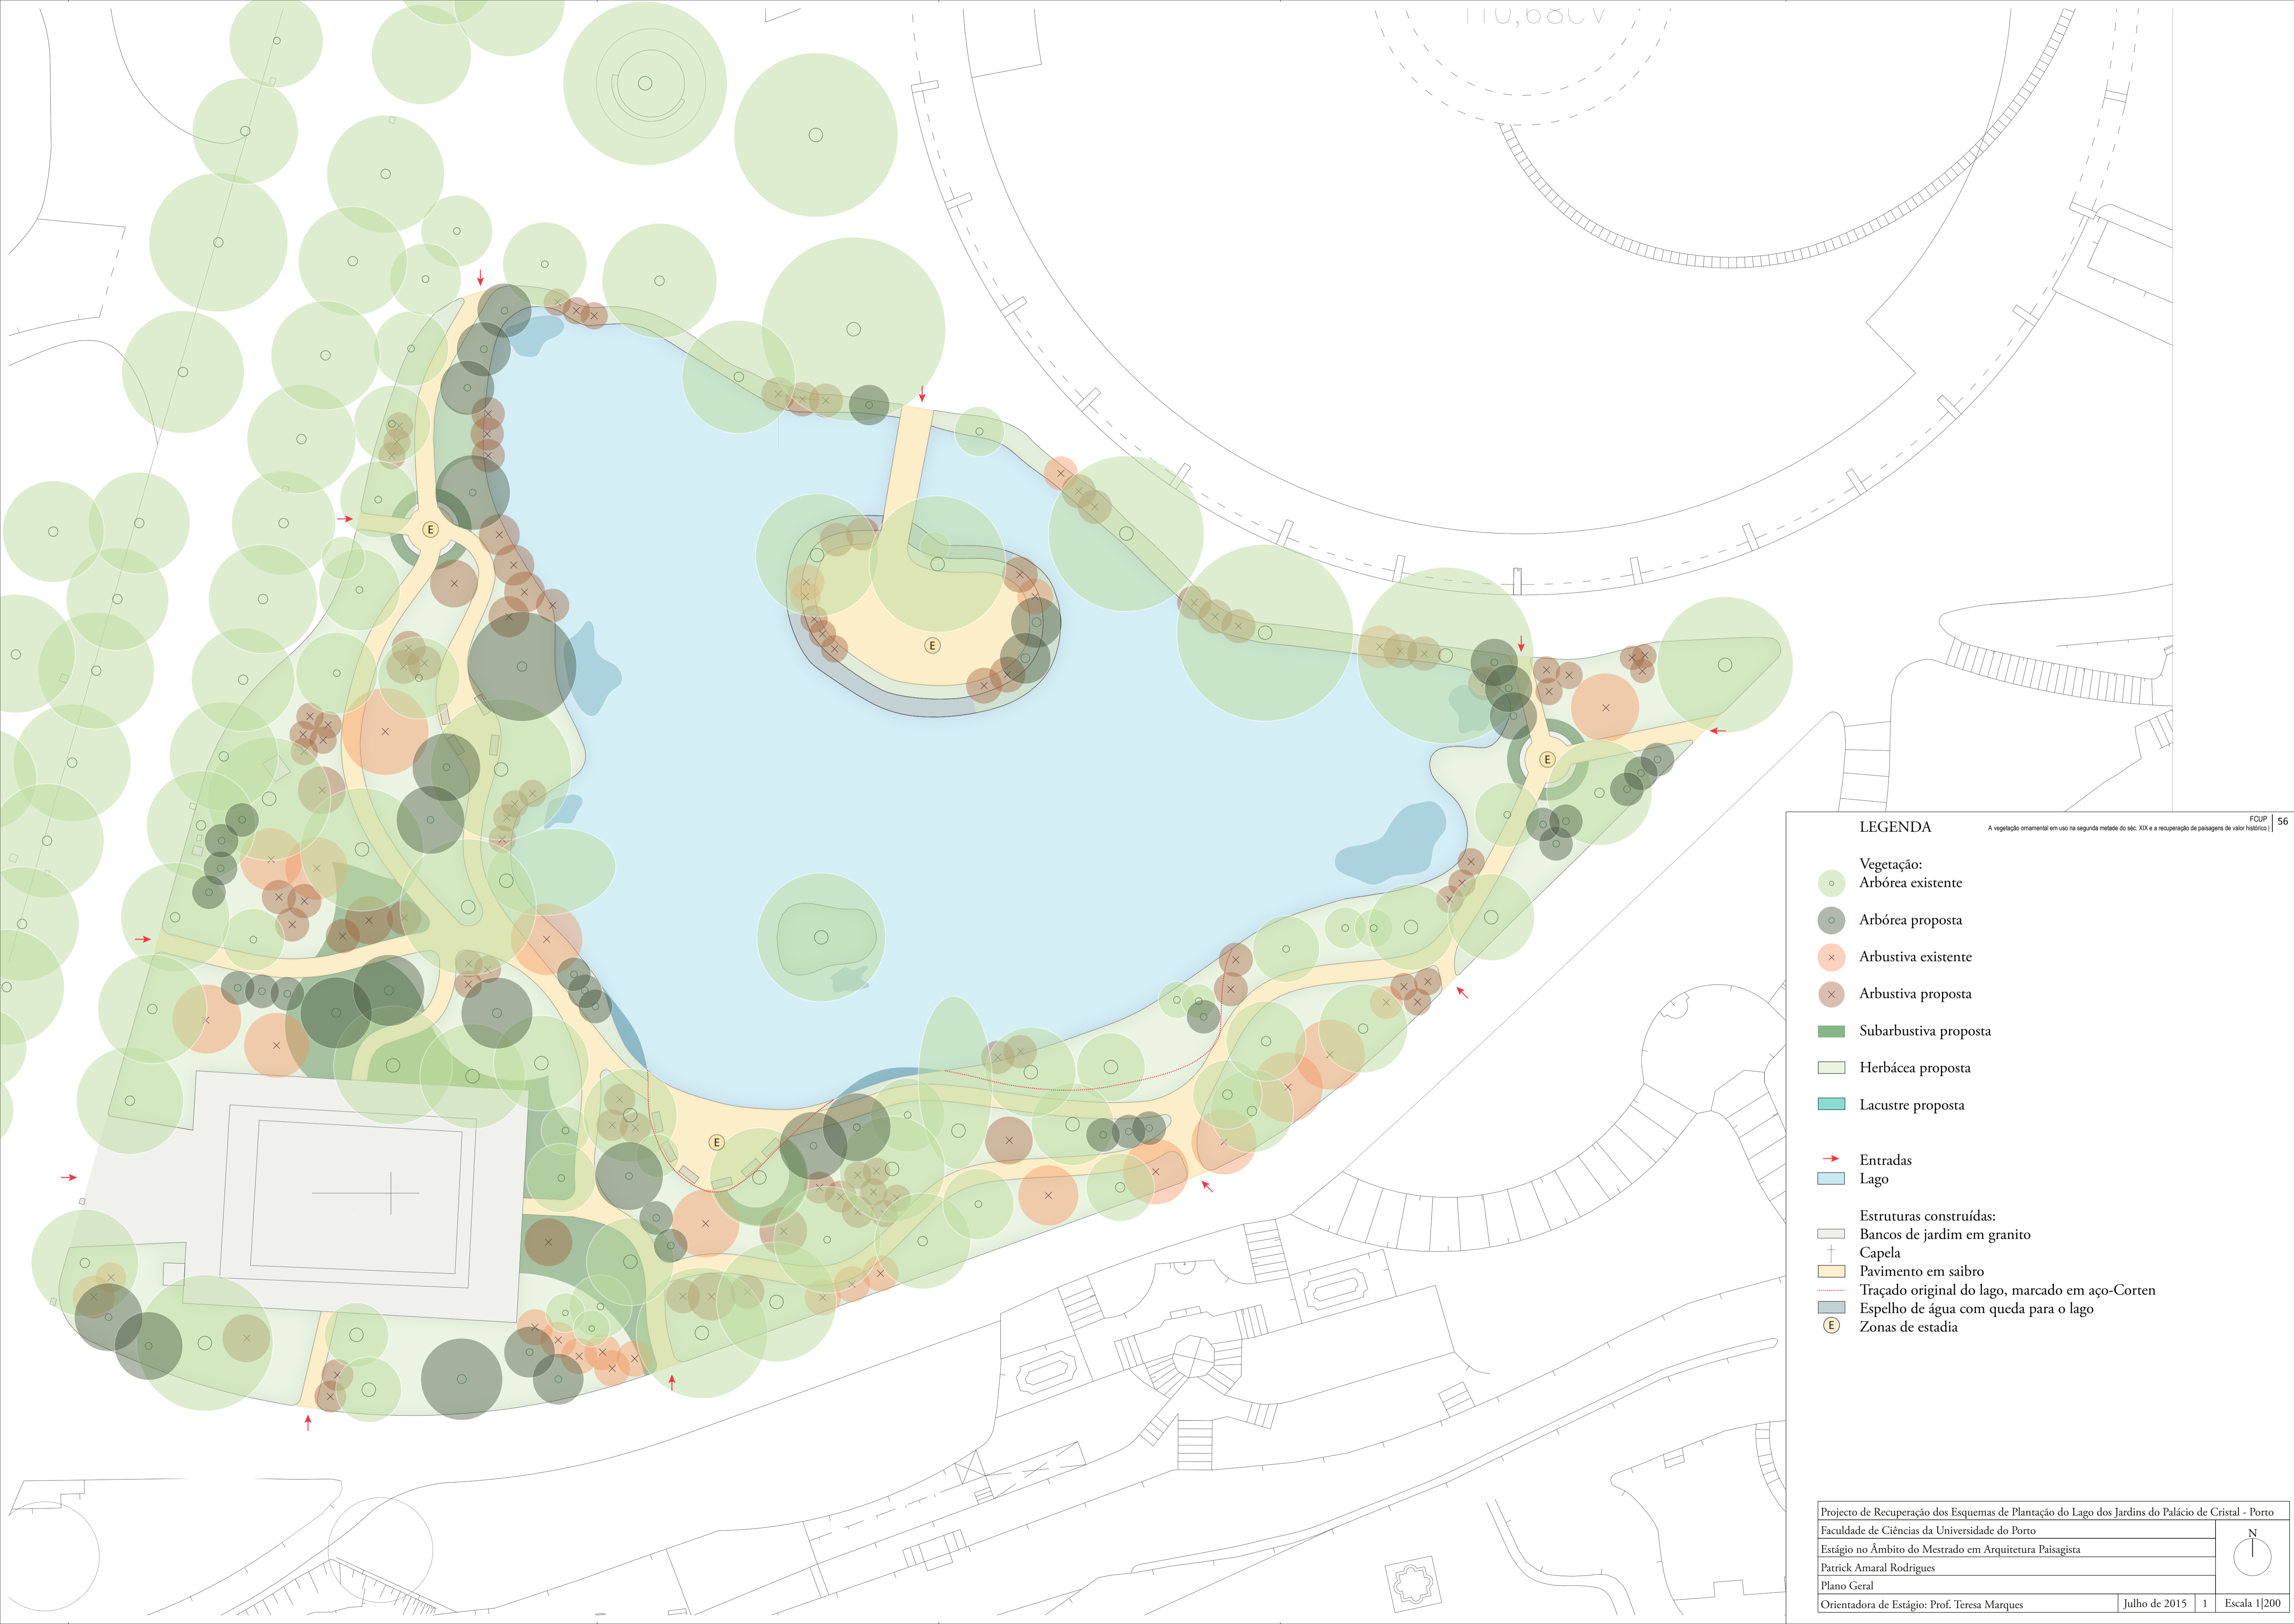 110,68CV
E
E
E
E
LEGENDA
FCUP
A vegetação ornamental em uso na segunda metade do séc. XIX e a recuperação de paisagens de valor histórico |
56
Vegetação:
Arbórea existente
Arbórea proposta
Arbustiva existente
Arbustiva proposta
Subarbustiva proposta
Herbácea proposta
Lacustre proposta
Entradas
Lago
Estruturas construídas:
Bancos de jardim em granito
Capela
Pavimento em saibro
Traçado original do lago, marcado em aço-Corten
Espelho de água com queda para o lago
E Zonas de estadia
Projecto de Recuperação dos Esquemas de Plantação do Lago dos Jardins do Palácio de Cristal - Porto
Faculdade de Ciências da Universidade do Porto
N
Estágio no Âmbito do Mestrado em Arquitetura Paisagista
Patrick Amaral Rodrigues
Plano Geral
Orientadora de Estágio: Prof. Teresa Marques
Julho de 2015
1
Escala 1|200